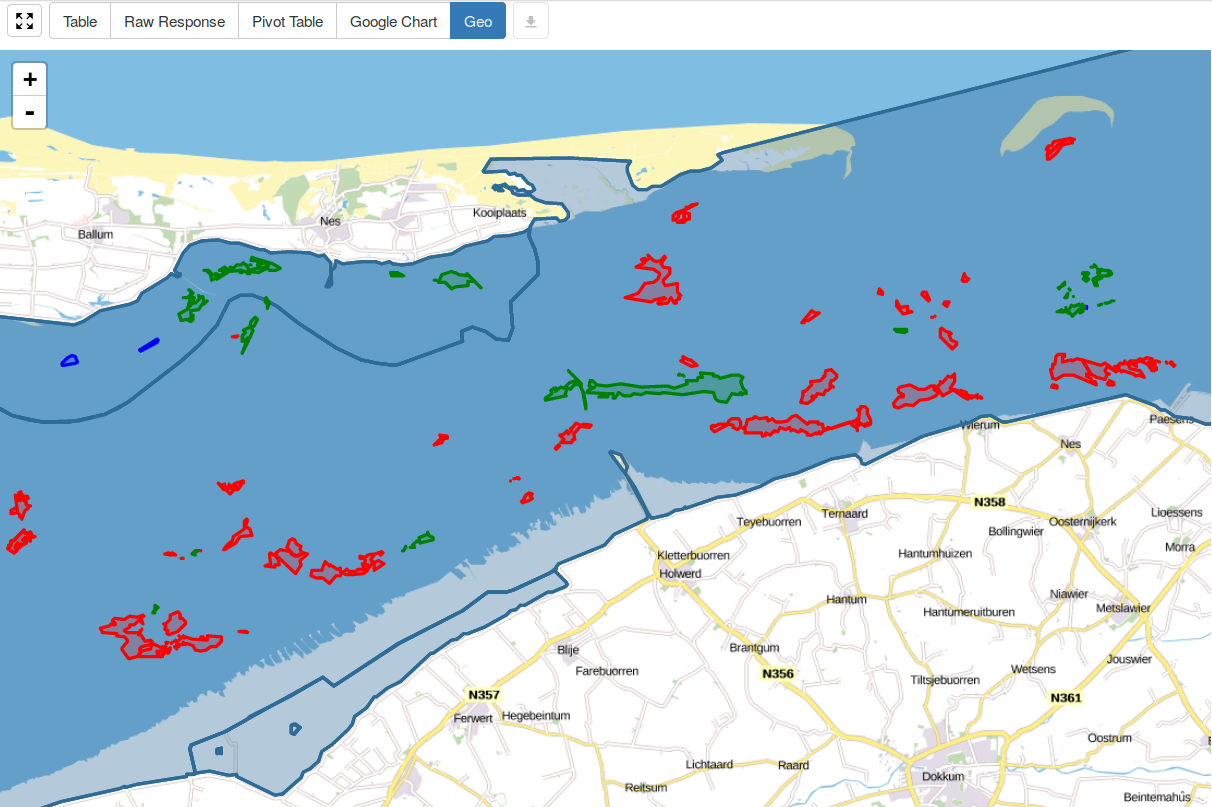 Table Raw Response Pivot Table Google Chart Geo
+
-
Kooiplaats
Nes
Ballum
Paesens
Wierum
Nes
N358
Lioessens
Ternaard
Teyebuorren
Oosternijkerk
Bollingwier
Morra
Hantumhuizen
Kletterbuorren
Holwerd
Niawier
Hantum
Metslawier
Hantumeruitburen
Brantgum
Blije
Jouswier
Farebuorren
Wetsens
N356
Tiltsjebuorren
N357
N361
Ferwert Hegebeintum
Oostrum
Lichtaard Raard
Dokkum
Reitsum
Beintemahûs